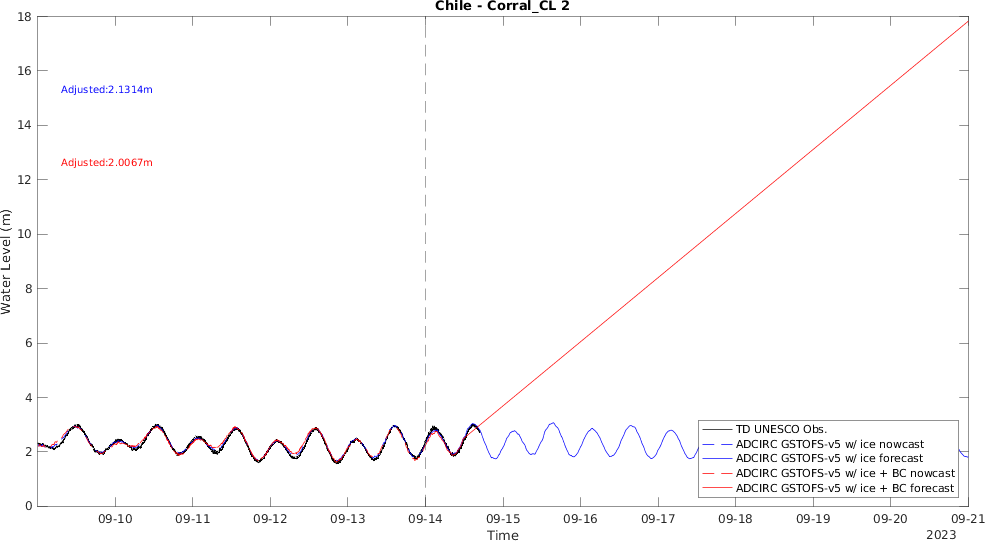 Chile - Corral_CL 2
18
16
14
12
10
8
6
4
2
0
Water Level (m)
Adjusted:2.1314m
Adjusted:2.0067m
TD UNESCO Obs.
ADCIRC GSTOFS-v5 w/ ice nowcast
ADCIRC GSTOFS-v5 w/ ice forecast
ADCIRC GSTOFS-v5 w/ ice + BC nowcast
ADCIRC GSTOFS-v5 w/ ice + BC forecast
09-10 09-11 09-12 09-13 09-14 09-15 09-16 09-17 09-18 09-19 09-20 09-21
Time
2023